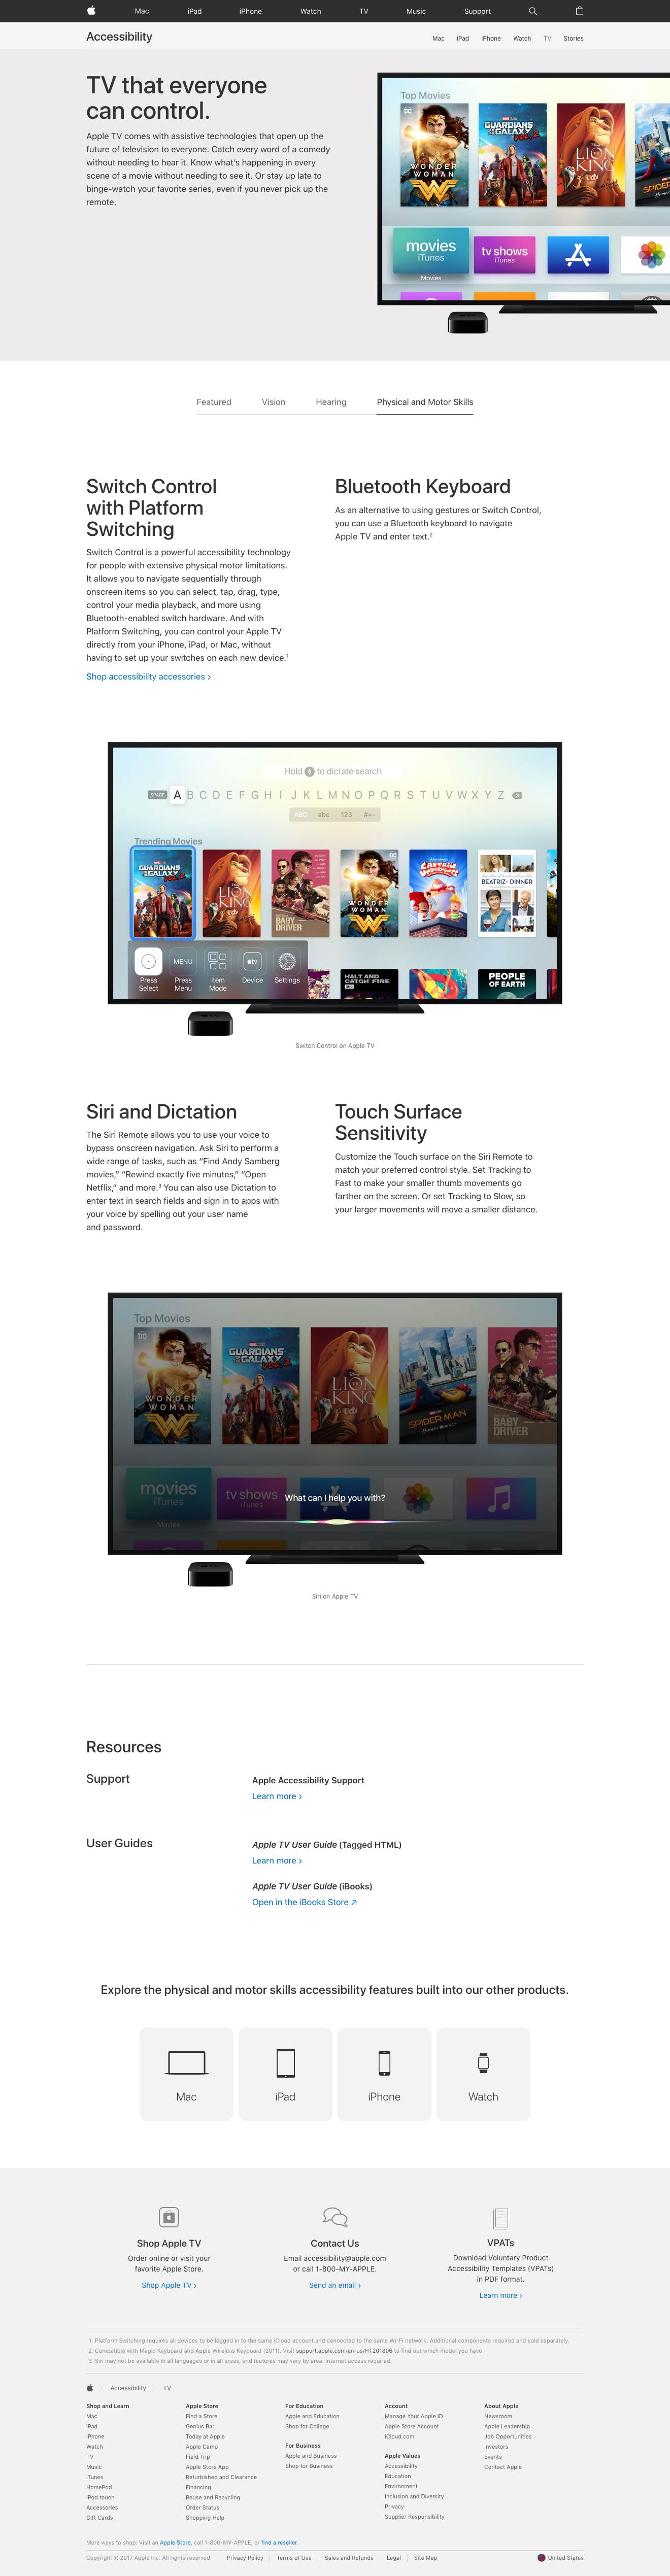 Mac iPad iPhone Watch TV Music Support
Accessibility
Mac iPad iPhone Watch TV Stories
TV that everyone
can control.
Apple TV comes with assistive technologies that open up the
future of television to everyone. Catch every word of a comedy
without needing to hear it. Know what's happening in every
scene of a movie without needing to see it. Or stay up late to
binge-watch your favorite series, even if you never pick up the
remote.
Top Movies
DC
WONDER
WOMAN
GUARDIANS
OF THE
GALAXY
VOL. 2
THE
LION
KING
SPIDER
movies
iTunes
Movies
tv shows
iTunes
Featured Vision Hearing Physical and Motor Skills
Switch Control
with Platform
Switching
Switch Control is a powerful accessibility technology
for people with extensive physical motor limitations.
It allows you to navigate sequentially through
onscreen items so you can select, tap, drag, type,
control your media playback, and more using
Bluetooth-enabled switch hardware. And with
Platform Switching, you can control your Apple TV
directly from your iPhone, iPad, or Mac, without
having to set up your switches on each new device.1
Shop accessibility accessories ›
Bluetooth Keyboard
As an alternative to using gestures or Switch Control,
you can use a Bluetooth keyboard to navigate
Apple TV and enter text.2
Hold to dictate search
SPACE A B C D E F G H I J K L M N O P Q R S T U V W X Y Z
ABC abc 123 #+-
Trending Movies
GUARDIANS
OF THE
GALAXY
VOL. 2
THE
LION
KING
BABY
DRIVER
DC
WONDER
WOMAN
CAPTAIN
UNDERPANTS
BEATRIZ AT DINNER
Press
Select
MENU
Press
Menu
Item
Mode
tv
Device
Settings
HALT AND
CATCH FIRE
PEOPLE
OF EARTH
Switch Control on Apple TV
Siri and Dictation
The Siri Remote allows you to use your voice to
bypass onscreen navigation. Ask Siri to perform a
wide range of tasks, such as “Find Andy Samberg
movies,” “Rewind exactly five minutes,” “Open
Netflix,” and more.3 You can also use Dictation to
enter text in search fields and sign in to apps with
your voice by spelling out your user name
and password.
Touch Surface
Sensitivity
Customize the Touch surface on the Siri Remote to
match your preferred control style. Set Tracking to
Fast to make your smaller thumb movements go
farther on the screen. Or set Tracking to Slow, so
your larger movements will move a smaller distance.
Top Movies
DC
WONDER
WOMAN
GUARDIANS
OF THE
GALAXY
VOL. 2
THE
LION
KING
SPIDER-MAN
BABY
DRIVER
movies
iTunes
Movies
tv shows
iTunes
What can I help you with?
Siri on Apple TV
Resources
Support
Apple Accessibility Support
Learn more ›
User Guides
Apple TV User Guide (Tagged HTML)
Learn more ›
Apple TV User Guide (iBooks)
Open in the iBooks Store ↗
Explore the physical and motor skills accessibility features built into our other products.
Mac iPad iPhone Watch
Shop Apple TV
Order online or visit your
favorite Apple Store.
Shop Apple TV ›
Contact Us
Email accessibility@apple.com
or call 1-800-MY-APPLE.
Send an email ›
VPATs
Download Voluntary Product
Accessibility Templates (VPATs)
in PDF format.
Learn more ›
1. Platform Switching requires all devices to be logged in to the same iCloud account and connected to the same Wi-Fi network. Additional components required and sold separately.
2. Compatible with Magic Keyboard and Apple Wireless Keyboard (2011). Visit support.apple.com/en-us/HT201806 to find out which model you have.
3. Siri may not be available in all languages or in all areas, and features may vary by area. Internet access required.
Accessibility TV
Shop and Learn
Mac
iPad
iPhone
Watch
TV
Music
iTunes
HomePod
iPod touch
Accessories
Gift Cards
Apple Store
Find a Store
Genius Bar
Today at Apple
Apple Camp
Field Trip
Apple Store App
Refurbished and Clearance
Financing
Reuse and Recycling
Order Status
Shopping Help
For Education
Apple and Education
Shop for College
For Business
Apple and Business
Shop for Business
Account
Manage Your Apple ID
Apple Store Account
iCloud.com
Apple Values
Accessibility
Education
Environment
Inclusion and Diversity
Privacy
Supplier Responsibility
About Apple
Newsroom
Apple Leadership
Job Opportunities
Investors
Events
Contact Apple
More ways to shop: Visit an Apple Store, call 1-800-MY-APPLE, or find a reseller.
Copyright © 2017 Apple Inc. All rights reserved. Privacy Policy Terms of Use Sales and Refunds Legal Site Map United States